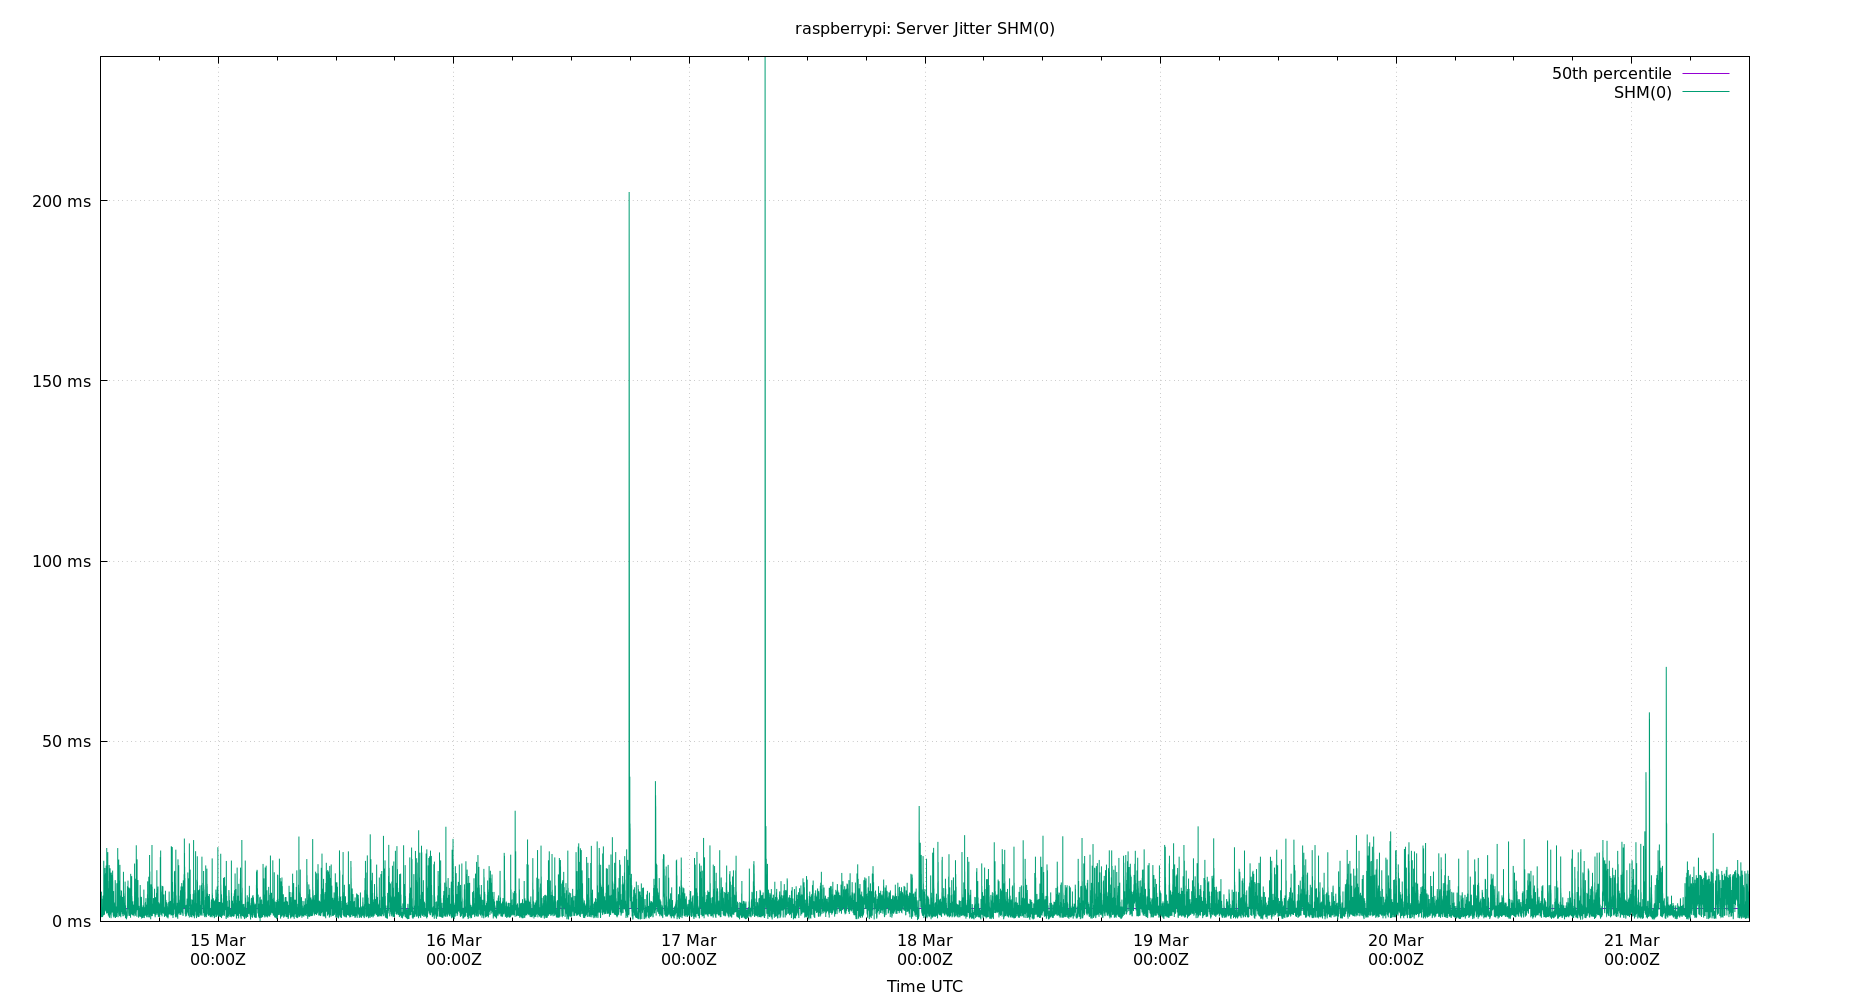 raspberrypi: Server Jitter SHM(0)
50th percentile
SHM(0)
200 ms
150 ms
100 ms
50 ms
0 ms
15 Mar 16 Mar 17 Mar 18 Mar 19 Mar 20 Mar 21 Mar
00:00Z 00:00Z 00:00Z 00:00Z 00:00Z 00:00Z 00:00Z
Time UTC